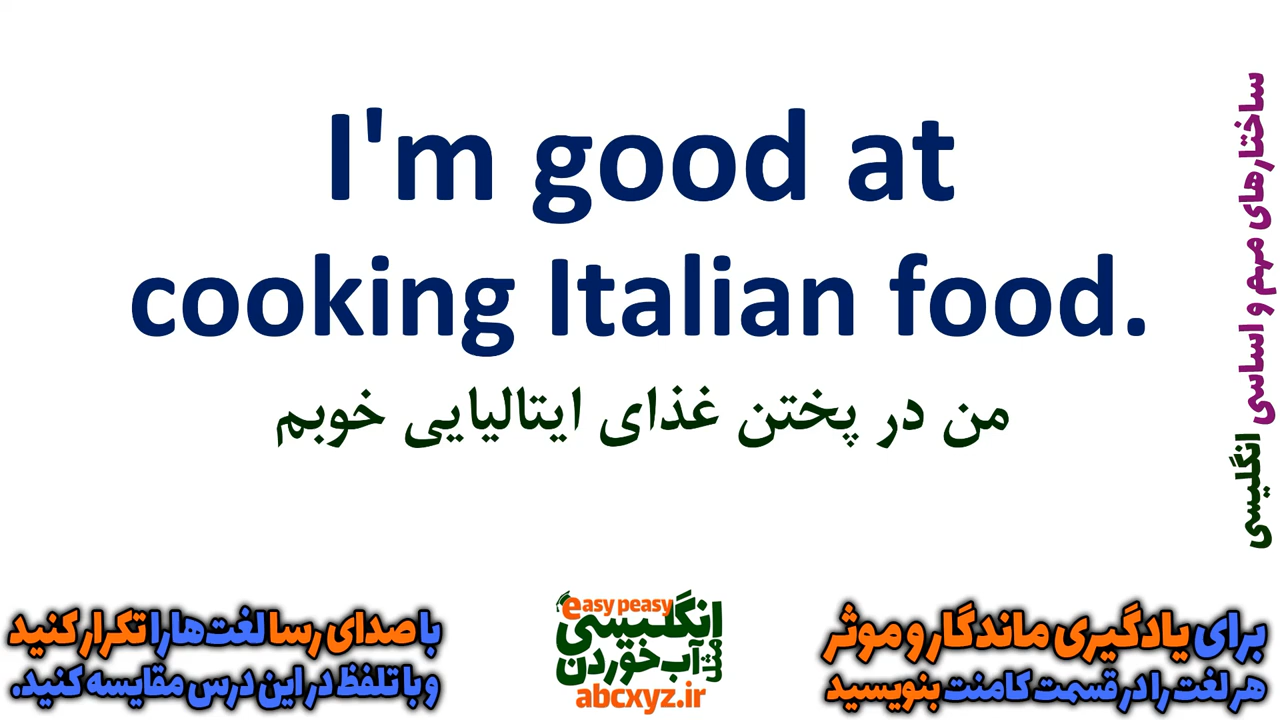 I'm good at
cooking Italian food.
من در پختن غذای ایتالیایی خوبم
ساختارهای مهم و اساسی انگلیسی
برای یادگیری ماندگار و موثر
هر لغت را در قسمت کامنت بنویسید
easy peasy
انگلیسی
مثل آب خوردن
abcxyz.ir
با صدای رسا لغت‌ها را تکرار کنید
و با تلفظ در این درس مقایسه کنید.